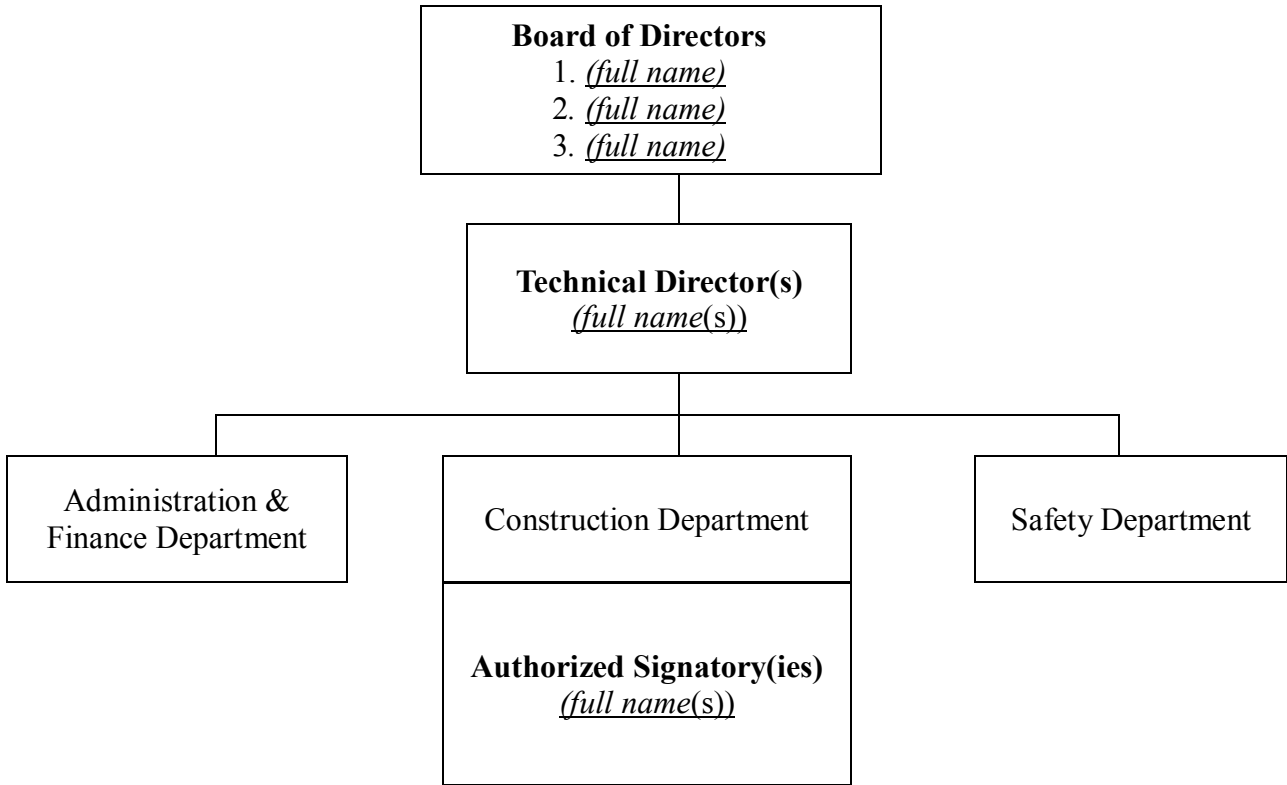 Board of Directors
1. (full name)
2. (full name)
3. (full name)
Technical Director(s)
(full name(s))
Administration &
Finance Department
Construction Department
Safety Department
Authorized Signatory(ies)
(full name(s))